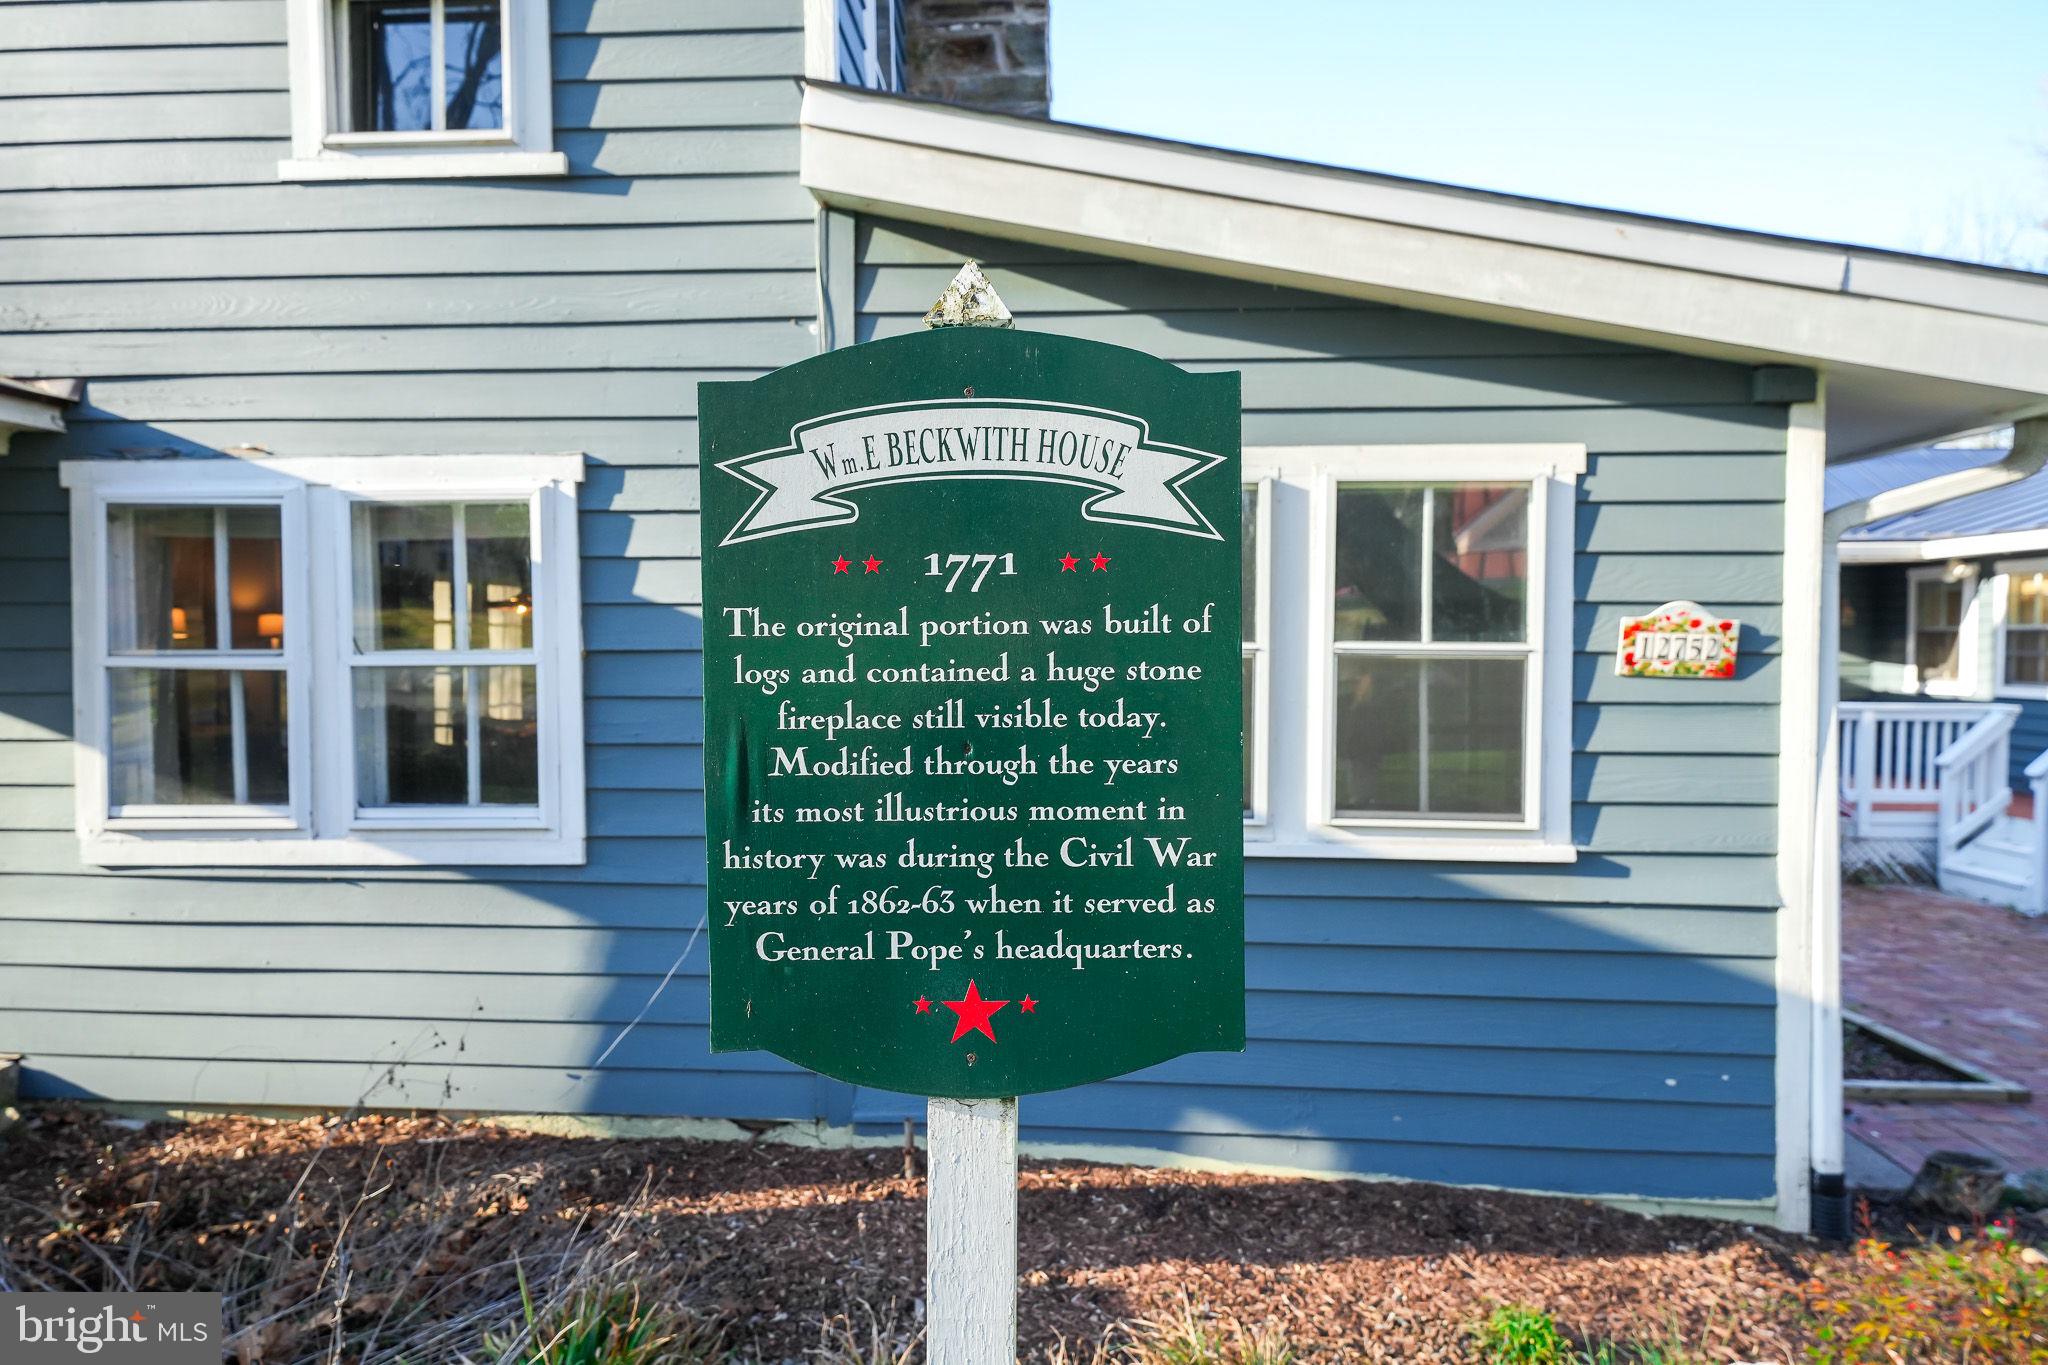 Wm.E BECKWITH HOUSE
1771
The original portion was built of
logs and contained a huge stone
fireplace still visible today.
Modified through the years
its most illustrious moment in
history was during the Civil War
years of 1862-63 when it served as
General Pope's headquarters.
12752
bright™ MLS